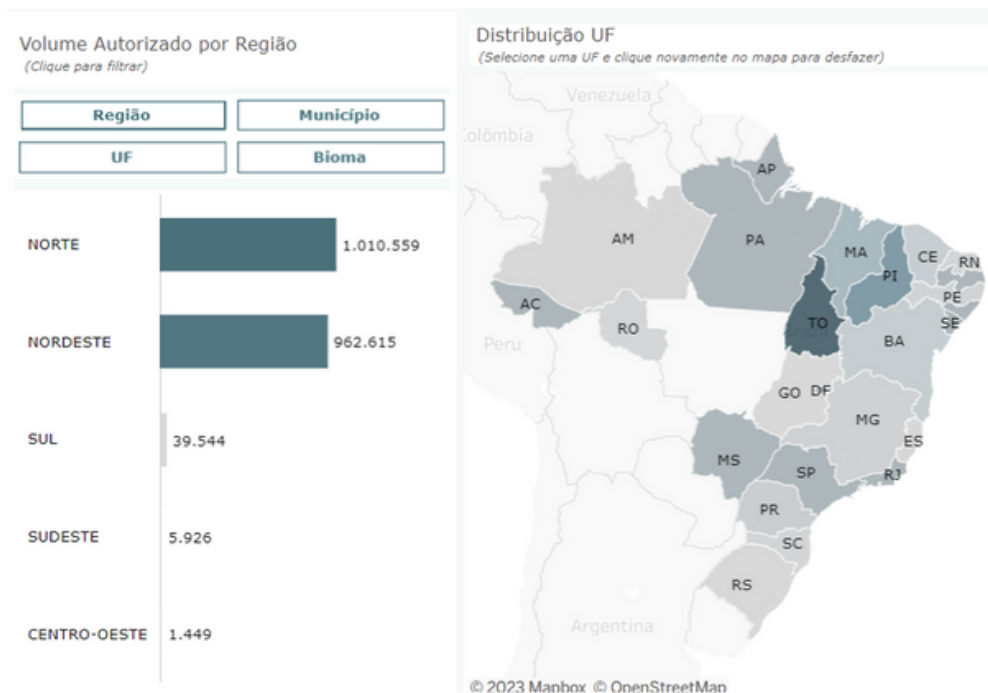 Volume Autorizado por Região
(Clique para filtrar)
Região
Município
UF
Bioma
NORTE
1.010.559
NORDESTE
962.615
SUL
39.544
SUDESTE
5.926
CENTRO-OESTE
1.449
Distribuição UF
(Selecione uma UF e clique novamente no mapa para desfazer)
Venezuela
olômbia
AP
AM
PA
MA
CE
RN
PI
AC
PE
RO
TO
SE
Peru
BA
GO
DF
MG
MS
ES
SP
RJ
PR
SC
RS
Argentina
© 2023 Mapbox © OpenStreetMap